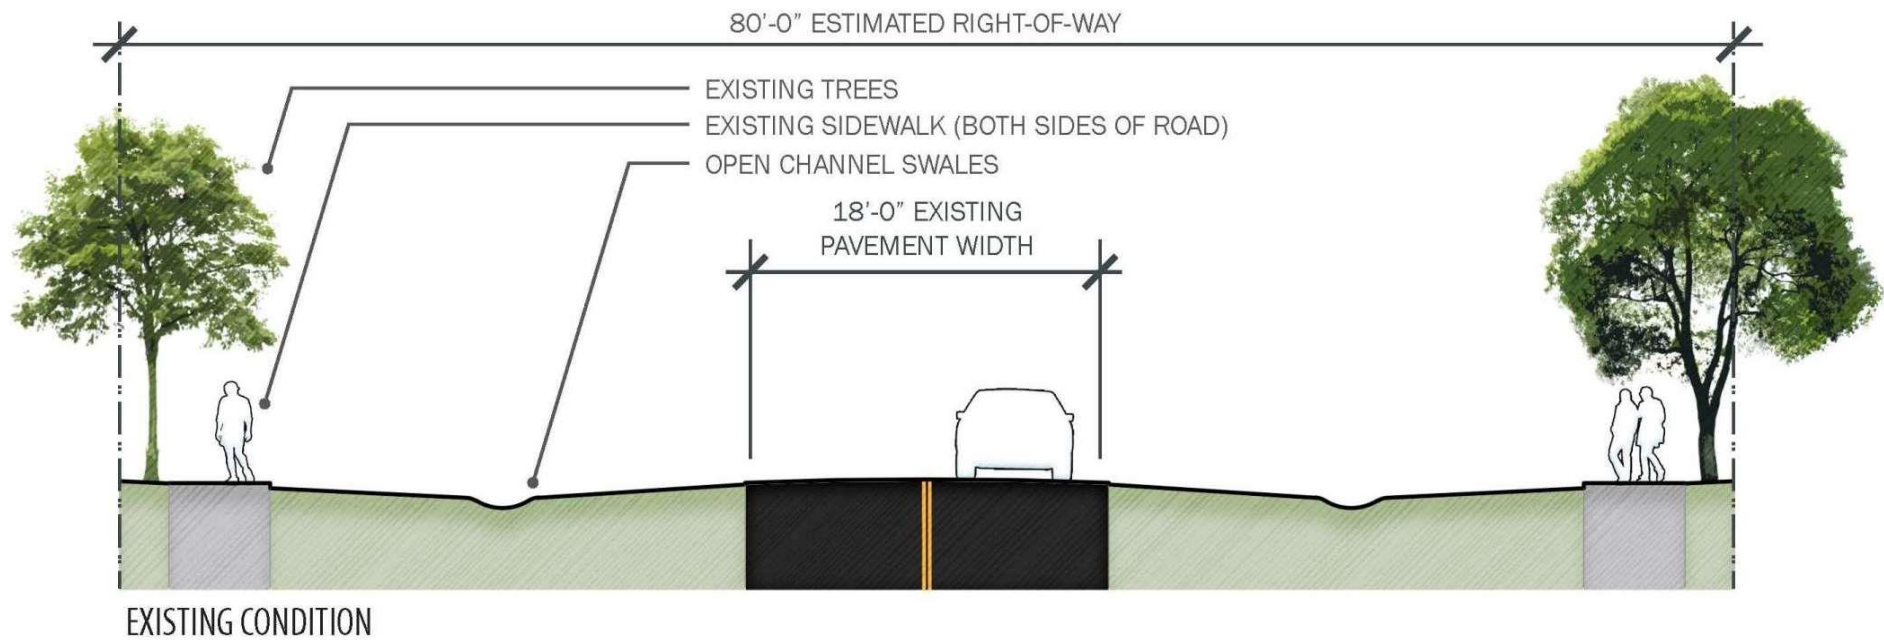 80’-0” ESTIMATED RIGHT-OF-WAY
EXISTING TREES
EXISTING SIDEWALK (BOTH SIDES OF ROAD)
OPEN CHANNEL SWALES
18’-0” EXISTING
PAVEMENT WIDTH
EXISTING CONDITION